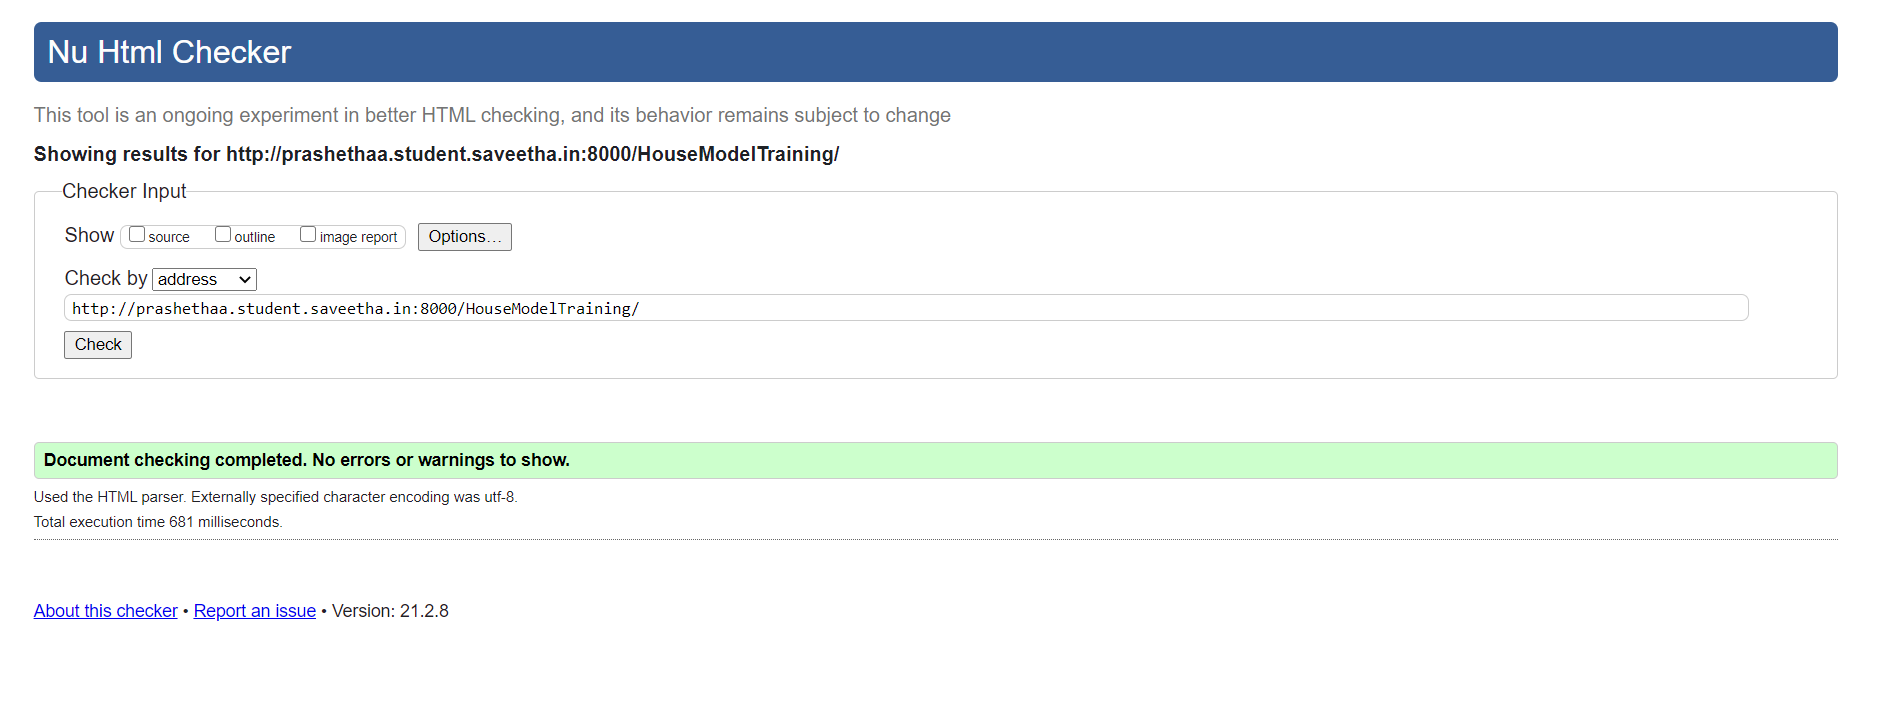 Nu Html Checker
This tool is an ongoing experiment in better HTML checking, and its behavior remains subject to change
Showing results for http://prashethaa.student.saveetha.in:8000/HouseModelTraining/
Checker Input
Show source outline image report Options...
Check by address
http://prashethaa.student.saveetha.in:8000/HouseModelTraining/
Check
Document checking completed. No errors or warnings to show.
Used the HTML parser. Externally specified character encoding was utf-8.
Total execution time 681 milliseconds.
About this checker • Report an issue • Version: 21.2.8